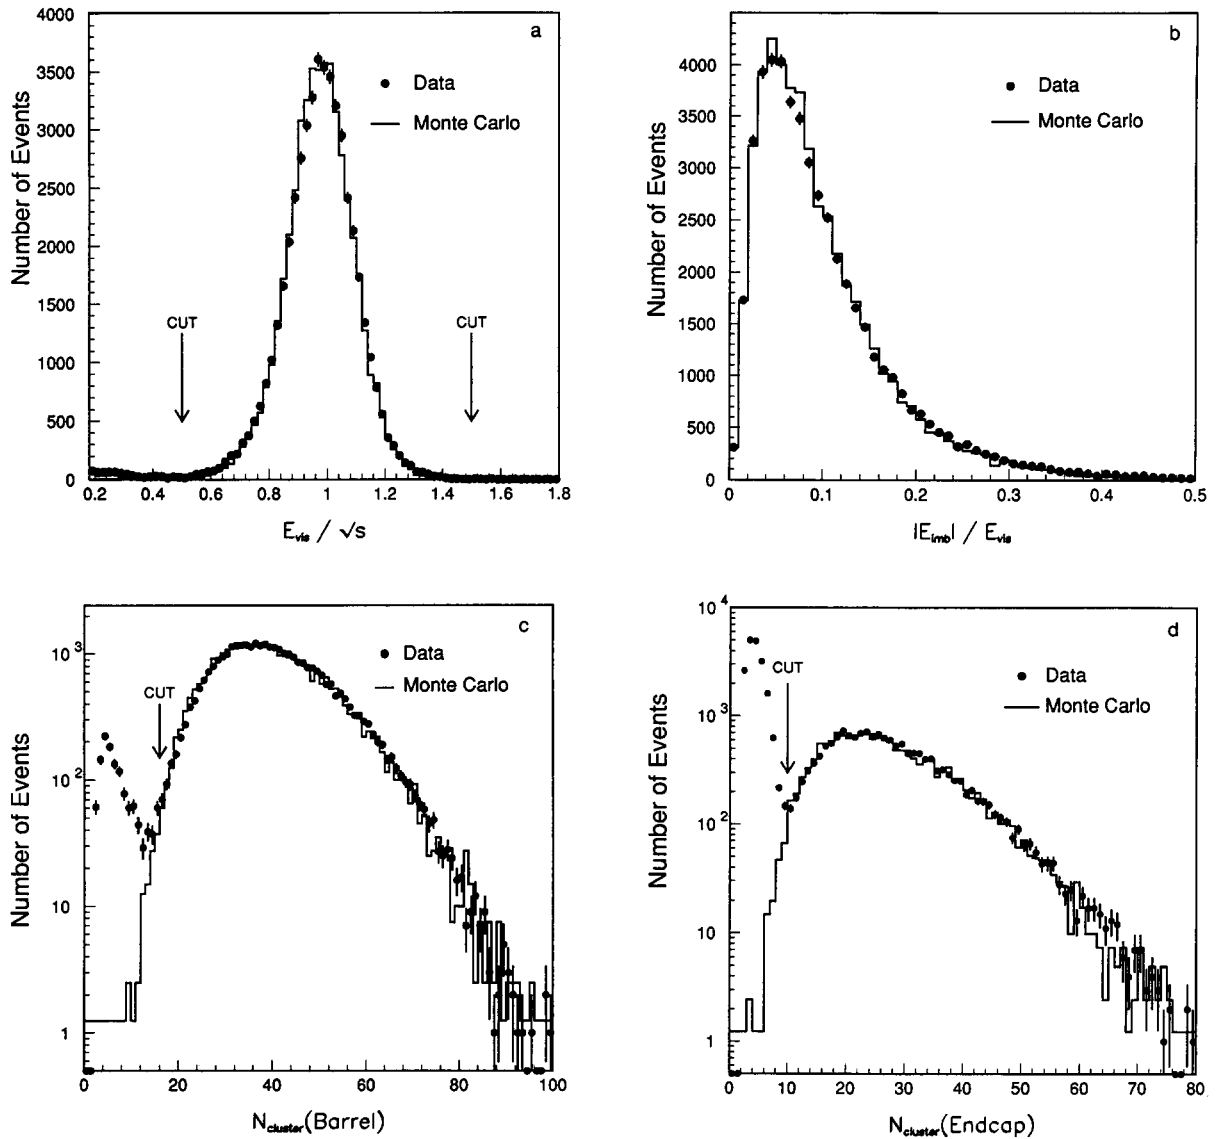 a
4000
3500
3000
2500
2000
1500
1000
500
0
Number of Events
Data
Monte Carlo
CUT
CUT
0.2 0.4 0.6 0.8 1 1.2 1.4 1.6 1.8
E_vis / √s
b
4000
3500
3000
2500
2000
1500
1000
500
0
Number of Events
Data
Monte Carlo
0 0.1 0.2 0.3 0.4 0.5
|E_imb| / E_vis
c
10^3
10^2
10
1
Number of Events
Data
Monte Carlo
CUT
0 20 40 60 80 100
N_cluster(Barrel)
d
10^4
10^3
10^2
10
1
Number of Events
Data
Monte Carlo
CUT
0 10 20 30 40 50 60 70 80
N_cluster(Endcap)